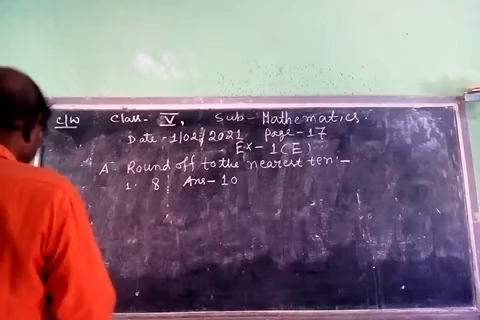 C/W Class- V, Sub- Mathematics.
Date - 1/02/2021 Page - 17
Ex - 1(E)
A Round off to the nearest ten:-
1. 8 Ans- 10